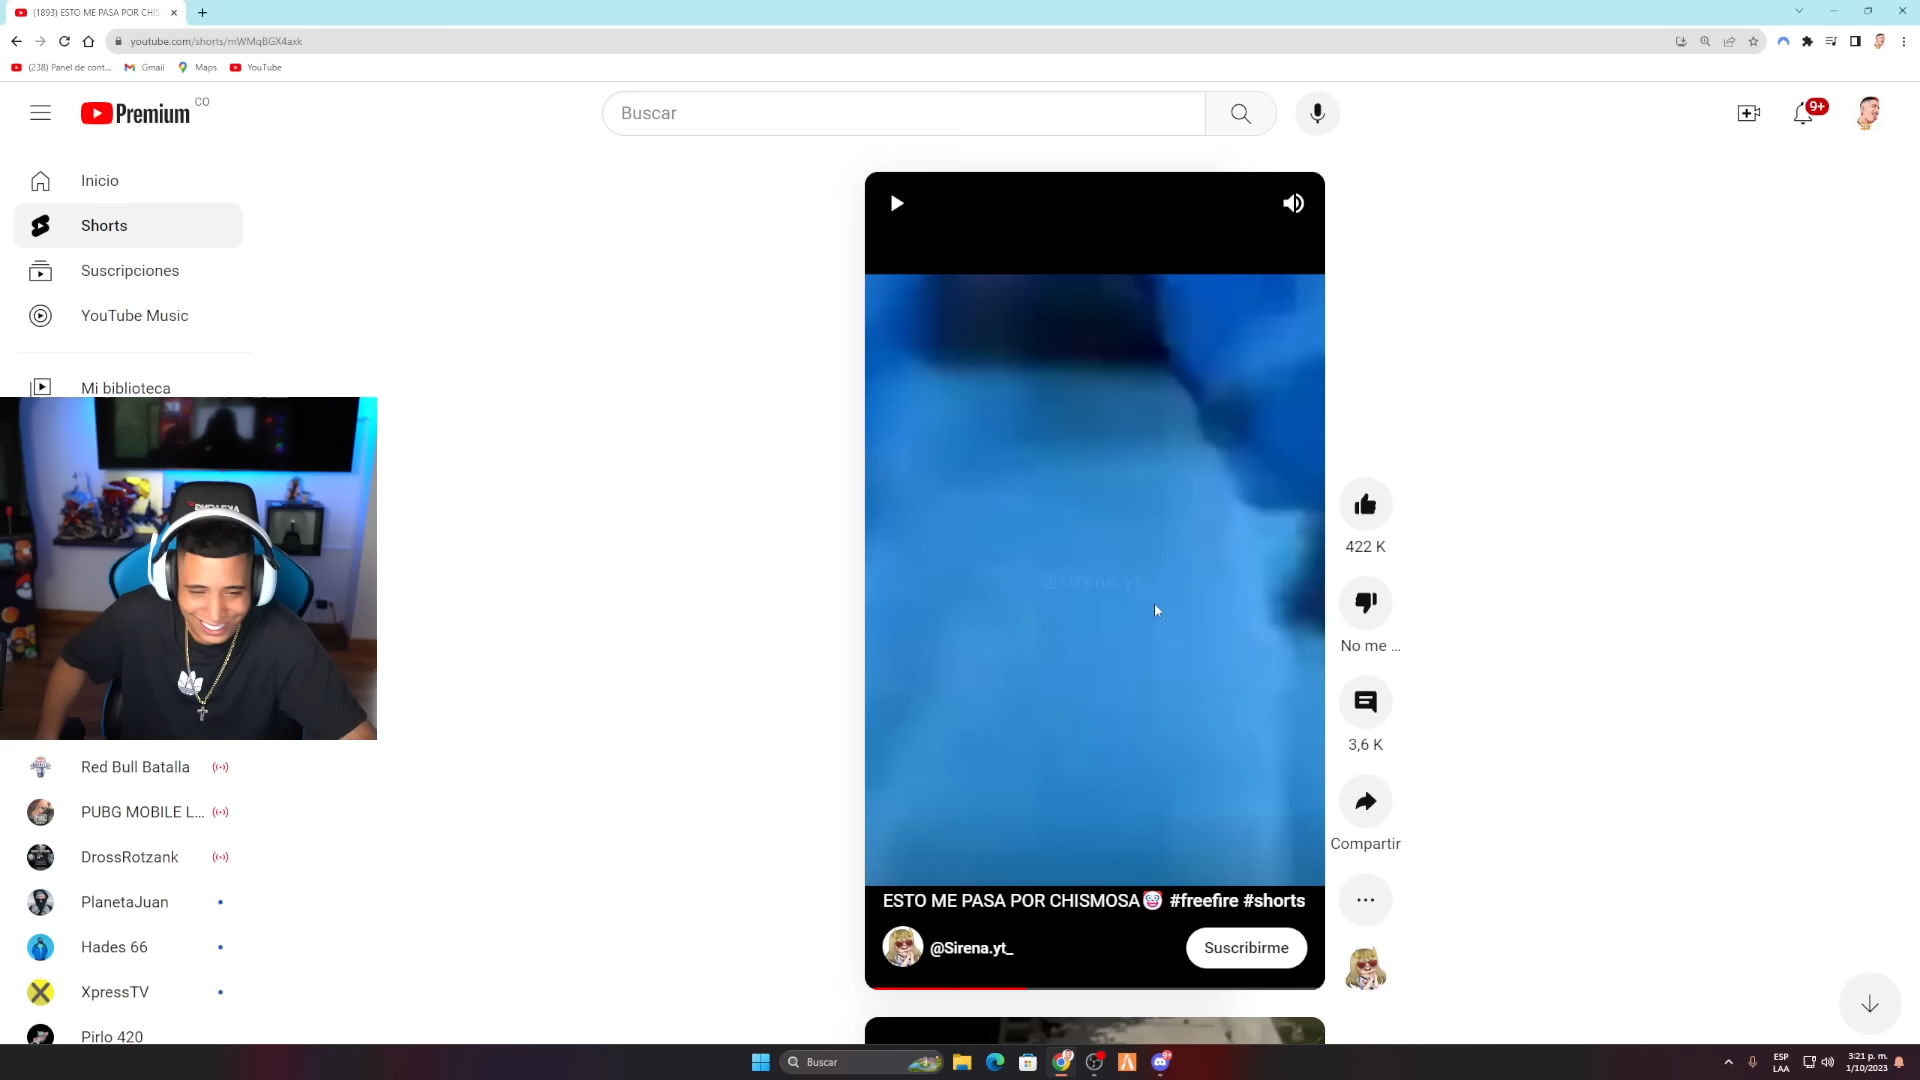 (1893) ESTO ME PASA POR CHIS
youtube.com/shorts/mWMqBGX4axk
(238) Panel de cont...
Gmail
Maps
YouTube
Premium
CO
Buscar
9+
Inicio
Shorts
Suscripciones
YouTube Music
Mi biblioteca
@sirena.yt
422 K
No me ...
3,6 K
Compartir
Red Bull Batalla
PUBG MOBILE L...
DrossRotzank
PlanetaJuan
Hades 66
XpressTV
Pirlo 420
ESTO ME PASA POR CHISMOSA🤡 #freefire #shorts
@Sirena.yt_
Suscribirme
Buscar
ESP
LAA
3:21 p. m.
1/10/2023